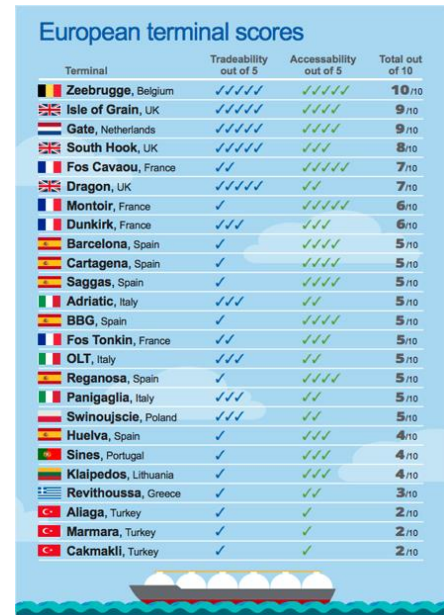 European terminal scores
Terminal Tradeability out of 5 Accessability out of 5 Total out of 10
Zeebrugge, Belgium ✓✓✓✓✓ ✓✓✓✓✓ 10/10
Isle of Grain, UK ✓✓✓✓✓ ✓✓✓✓ 9/10
Gate, Netherlands ✓✓✓✓✓ ✓✓✓✓ 9/10
South Hook, UK ✓✓✓✓✓ ✓✓✓ 8/10
Fos Cavaou, France ✓✓ ✓✓✓✓✓ 7/10
Dragon, UK ✓✓✓✓✓ ✓✓ 7/10
Montoir, France ✓ ✓✓✓✓✓ 6/10
Dunkirk, France ✓✓✓ ✓✓✓ 6/10
Barcelona, Spain ✓ ✓✓✓✓ 5/10
Cartagena, Spain ✓ ✓✓✓✓ 5/10
Saggas, Spain ✓ ✓✓✓✓ 5/10
Adriatic, Italy ✓✓✓ ✓✓ 5/10
BBG, Spain ✓ ✓✓✓✓ 5/10
Fos Tonkin, France ✓✓ ✓✓✓ 5/10
OLT, Italy ✓✓✓ ✓✓ 5/10
Reganosa, Spain ✓ ✓✓✓✓ 5/10
Panigaglia, Italy ✓✓✓ ✓✓ 5/10
Swinoujscie, Poland ✓✓✓ ✓✓ 5/10
Huelva, Spain ✓ ✓✓✓ 4/10
Sines, Portugal ✓ ✓✓✓ 4/10
Klaipedos, Lithuania ✓ ✓✓✓ 4/10
Revithoussa, Greece ✓ ✓✓ 3/10
Aliaga, Turkey ✓ ✓ 2/10
Marmara, Turkey ✓ ✓ 2/10
Cakmakli, Turkey ✓ ✓ 2/10